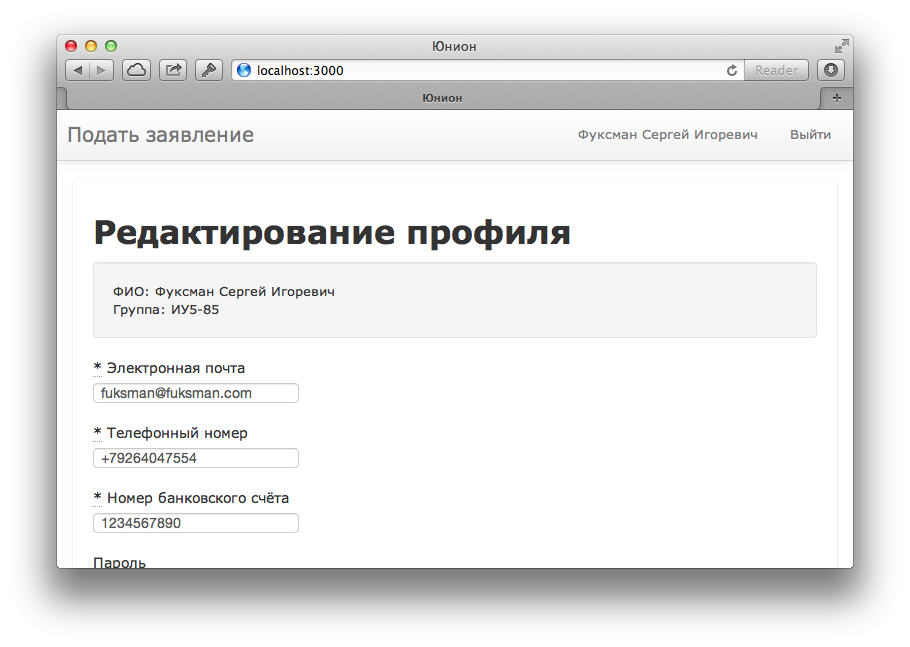 Юнион
localhost:3000
Reader
Юнион
+
Подать заявление
Фуксман Сергей Игоревич
Выйти
Редактирование профиля
ФИО: Фуксман Сергей Игоревич
Группа: ИУ5-85
* Электронная почта
fuksman@fuksman.com
* Телефонный номер
+79264047554
* Номер банковского счёта
1234567890
Пароль